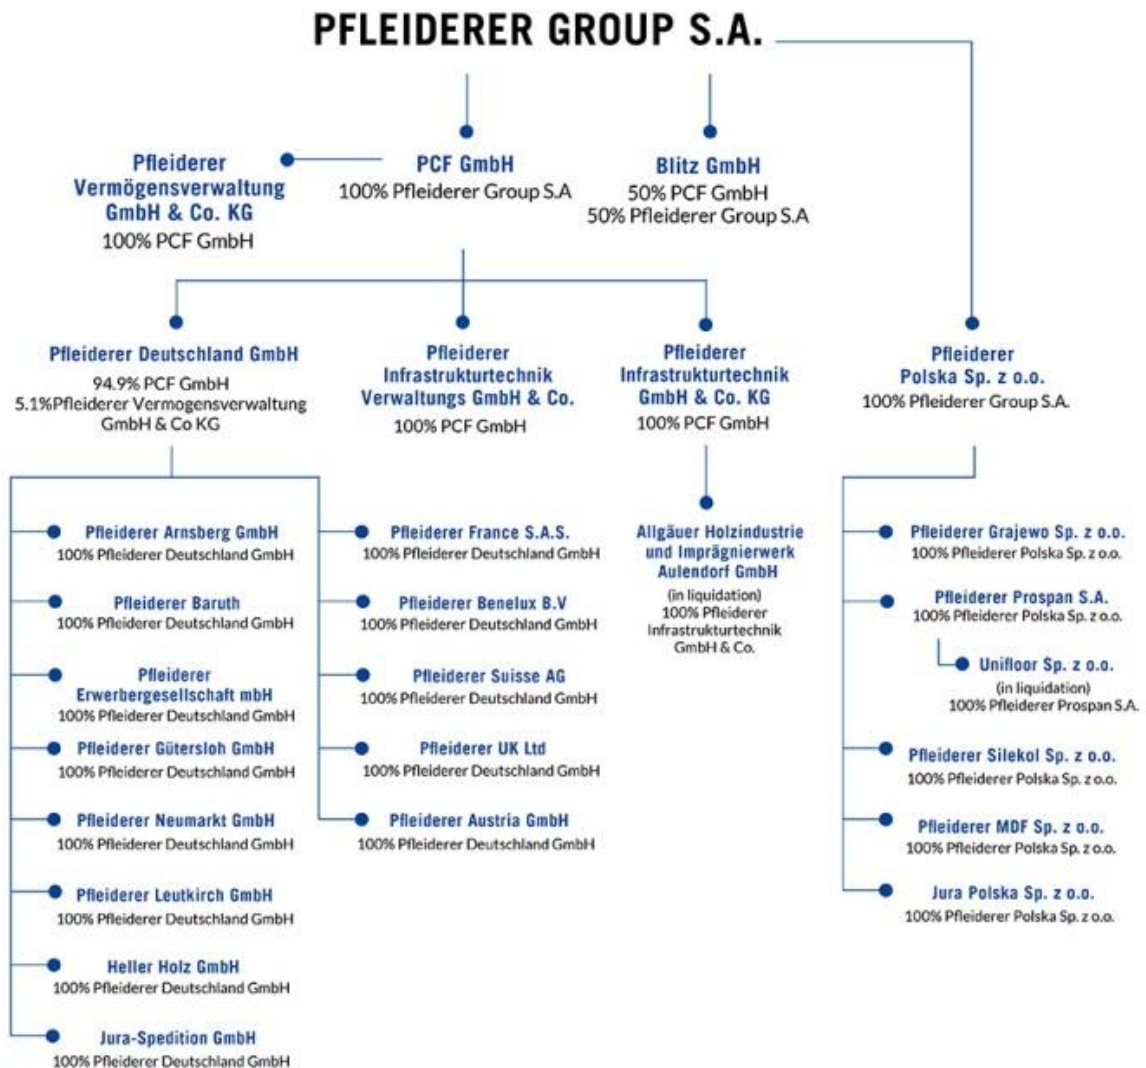 PFLEIDERER GROUP S.A.
Pfleiderer
Vermögensverwaltung
GmbH & Co. KG
100% PCF GmbH
PCF GmbH
100% Pfleiderer Group S.A
Blitz GmbH
50% PCF GmbH
50% Pfleiderer Group S.A
Pfleiderer Deutschland GmbH
94.9% PCF GmbH
5.1%Pfleiderer Vermogensverwaltung
GmbH & Co KG
Pfleiderer
Infrastrukturtechnik
Verwaltungs GmbH & Co.
100% PCF GmbH
Pfleiderer
Infrastrukturtechnik
GmbH & Co. KG
100% PCF GmbH
Pfleiderer
Polska Sp. z o.o.
100% Pfleiderer Group S.A.
Pfleiderer Arnsberg GmbH
100% Pfleiderer Deutschland GmbH
Pfleiderer Baruth
100% Pfleiderer Deutschland GmbH
Pfleiderer
Erwerbergesellschaft mbH
100% Pfleiderer Deutschland GmbH
Pfleiderer Gütersloh GmbH
100% Pfleiderer Deutschland GmbH
Pfleiderer Neumarkt GmbH
100% Pfleiderer Deutschland GmbH
Pfleiderer Leutkirch GmbH
100% Pfleiderer Deutschland GmbH
Heller Holz GmbH
100% Pfleiderer Deutschland GmbH
Jura-Spedition GmbH
100% Pfleiderer Deutschland GmbH
Pfleiderer France S.A.S.
100% Pfleiderer Deutschland GmbH
Pfleiderer Benelux B.V
100% Pfleiderer Deutschland GmbH
Pfleiderer Suisse AG
100% Pfleiderer Deutschland GmbH
Pfleiderer UK Ltd
100% Pfleiderer Deutschland GmbH
Pfleiderer Austria GmbH
100% Pfleiderer Deutschland GmbH
Allgäuer Holzindustrie
und Imprägnierwerk
Aulendorf GmbH
(in liquidation)
100% Pfleiderer
Infrastrukturtechnik
GmbH & Co.
Pfleiderer Grajewo Sp. z o.o.
100% Pfleiderer Polska Sp. z o.o.
Pfleiderer Prospan S.A.
100% Pfleiderer Polska Sp. z o.o.
Unifloor Sp. z o.o.
(in liquidation)
100% Pfleiderer Prospan S.A.
Pfleiderer Silekol Sp. z o.o.
100% Pfleiderer Polska Sp. z o.o.
Pfleiderer MDF Sp. z o.o.
100% Pfleiderer Polska Sp. z o.o.
Jura Polska Sp. z o.o.
100% Pfleiderer Polska Sp. z o.o.